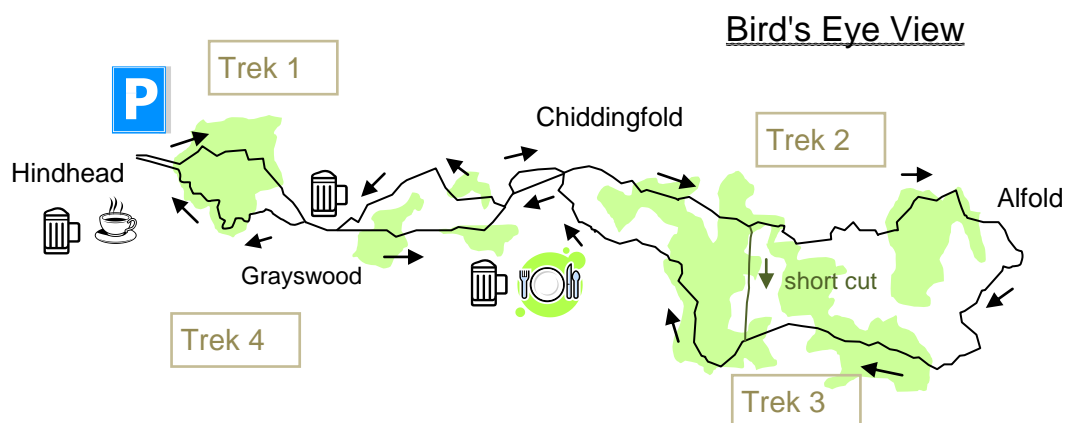 Bird's Eye View
Trek 1
P
Chiddingfold
Trek 2
Hindhead
Alfold
Grayswood
short cut
Trek 4
Trek 3